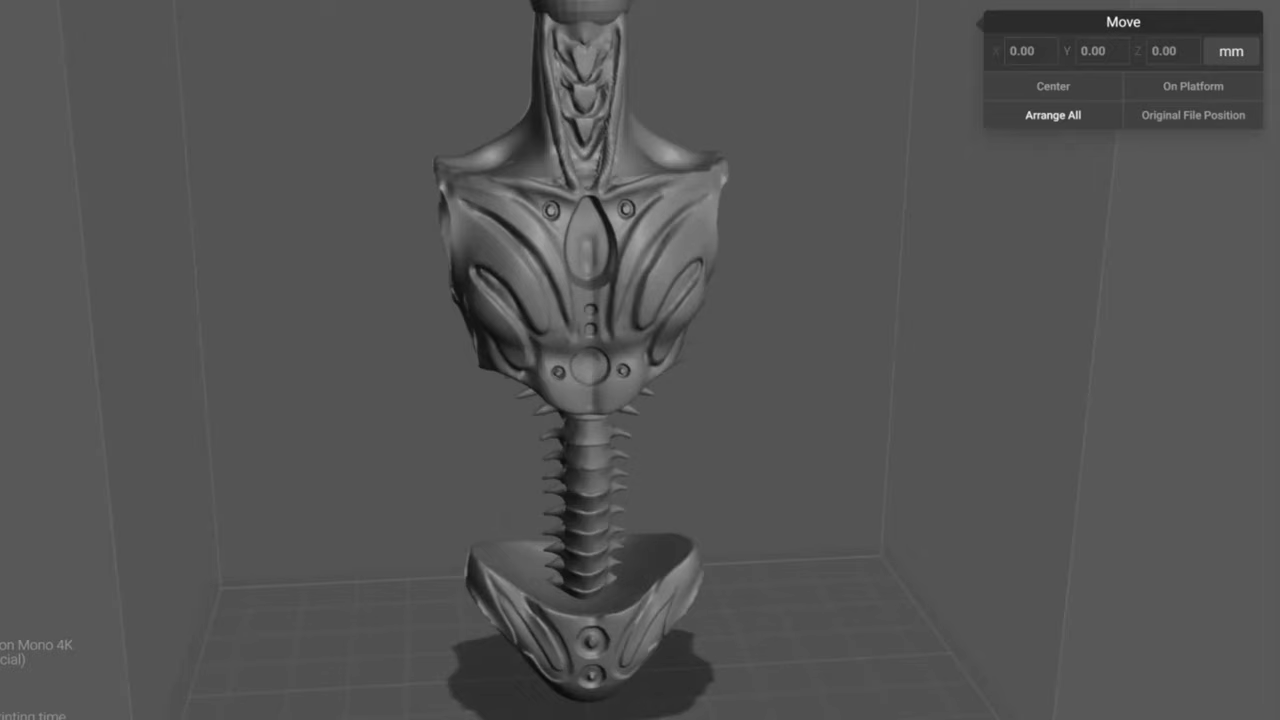 Move
X 0.00 Y 0.00 Z 0.00 mm
Center On Platform
Arrange All Original File Position
on Mono 4K
cial)
inting time